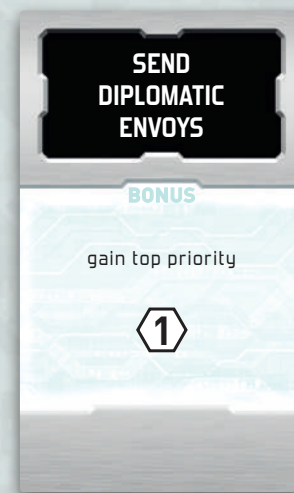 SEND
DIPLOMATIC
ENVOYS
BONUS
gain top priority
1